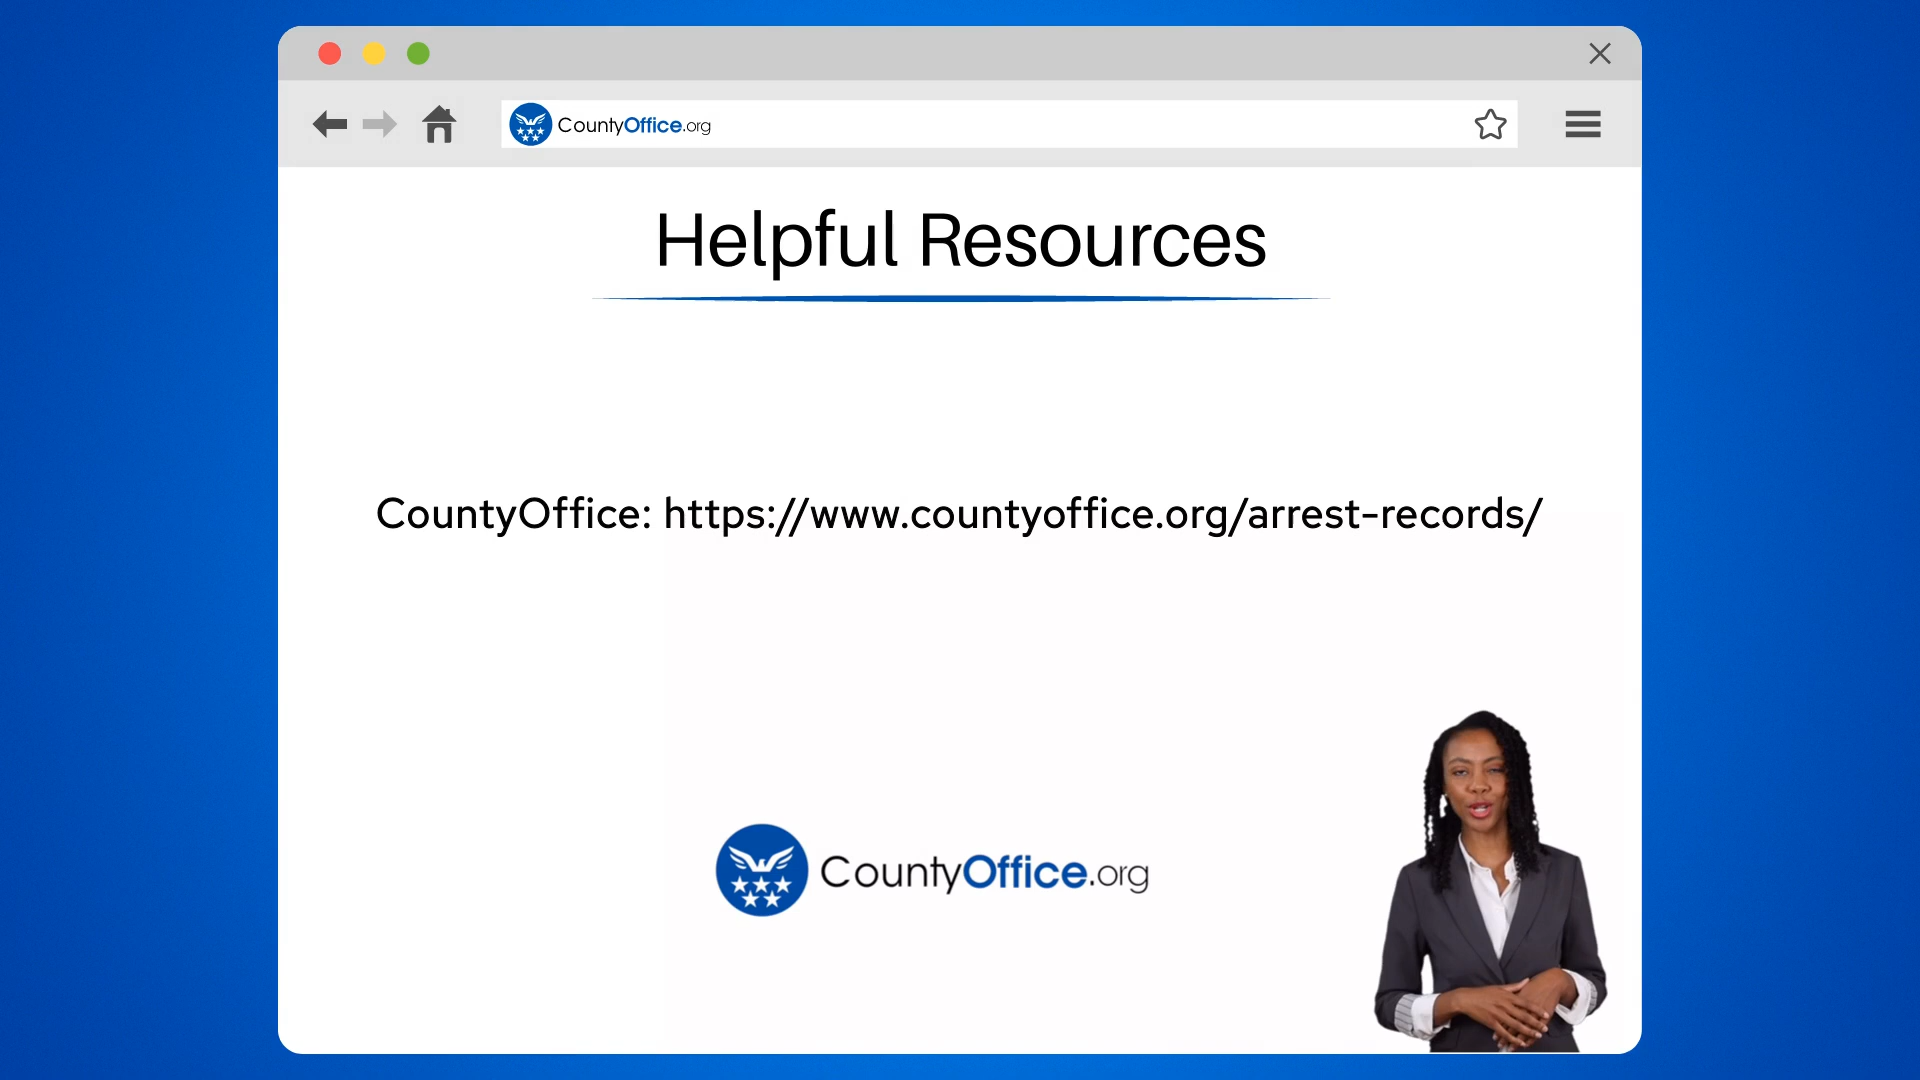 CountyOffice.org
Helpful Resources
CountyOffice: https://www.countyoffice.org/arrest-records/
CountyOffice.org